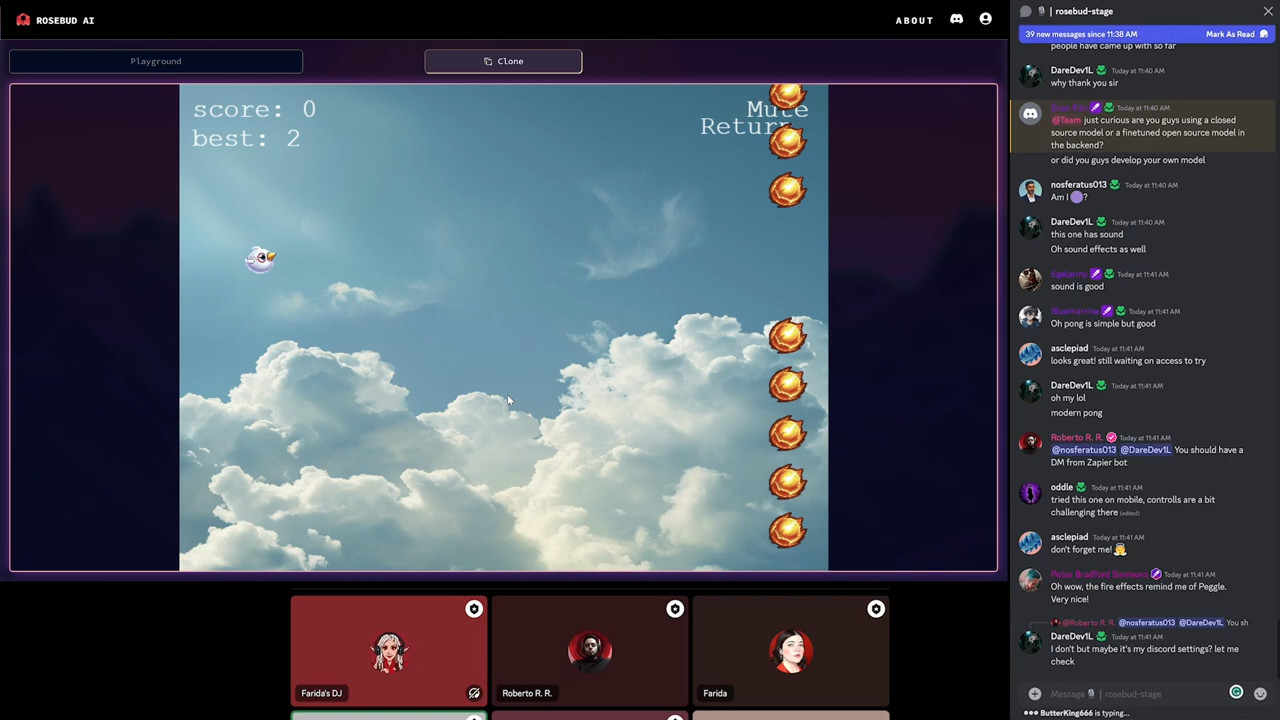 ROSEBUD AI
ABOUT
Playground
Clone
score: 0
best: 2
Mute
Return
Farida's DJ
Roberto R. R.
Farida
| rosebud-stage
39 new messages since 11:38 AM
Mark As Read
people have came up with so far
DareDev1L Today at 11:40 AM
why thank you sir
Today at 11:40 AM
@Team just curious are you guys using a closed
source model or a finetuned open source model in
the backend?
or did you guys develop your own model
nosferatus013 Today at 11:40 AM
Am I ?
DareDev1L Today at 11:40 AM
this one has sound
Oh sound effects as well
Today at 11:41 AM
sound is good
Bluemarrow Today at 11:41 AM
Oh pong is simple but good
asclepiad Today at 11:41 AM
looks great! still waiting on access to try
DareDev1L Today at 11:41 AM
oh my lol
modern pong
Roberto R. R. Today at 11:41 AM
@nosferatus013 @DareDev1L You should have a
DM from Zapier bot
oddle Today at 11:41 AM
tried this one on mobile, controlls are a bit
challenging there (edited)
asclepiad Today at 11:41 AM
don't forget me!
Peter Bradford Simmons Today at 11:41 AM
Oh wow, the fire effects remind me of Peggle.
Very nice!
@Roberto R. R. @nosferatus013 @DareDev1L You sh
DareDev1L Today at 11:41 AM
I don't but maybe it's my discord settings? let me
check
Message | rosebud-stage
ButterKing666 is typing...